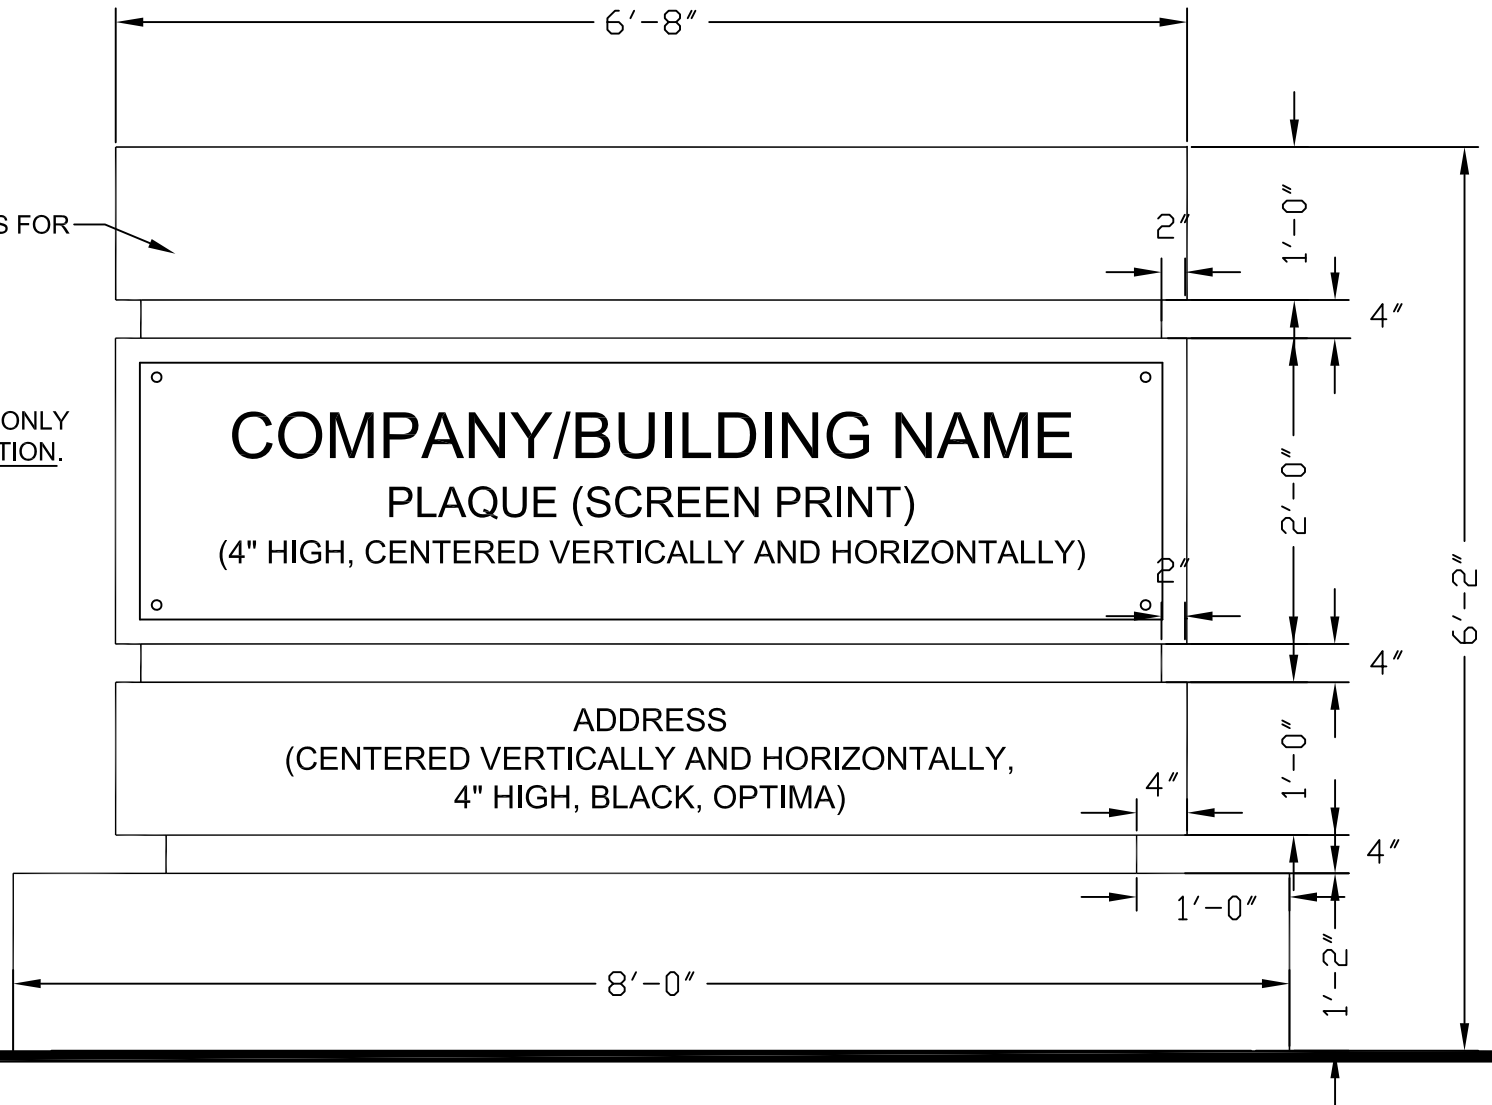 6'-8"
S FOR
2"
1'-0"
4"
ONLY
TION.
COMPANY/BUILDING NAME
PLAQUE (SCREEN PRINT)
(4" HIGH, CENTERED VERTICALLY AND HORIZONTALLY)
2'-0"
2"
6'-2"
4"
ADDRESS
(CENTERED VERTICALLY AND HORIZONTALLY,
4" HIGH, BLACK, OPTIMA)
4"
1'-0"
4"
1'-0"
8'-0"
1'-2"